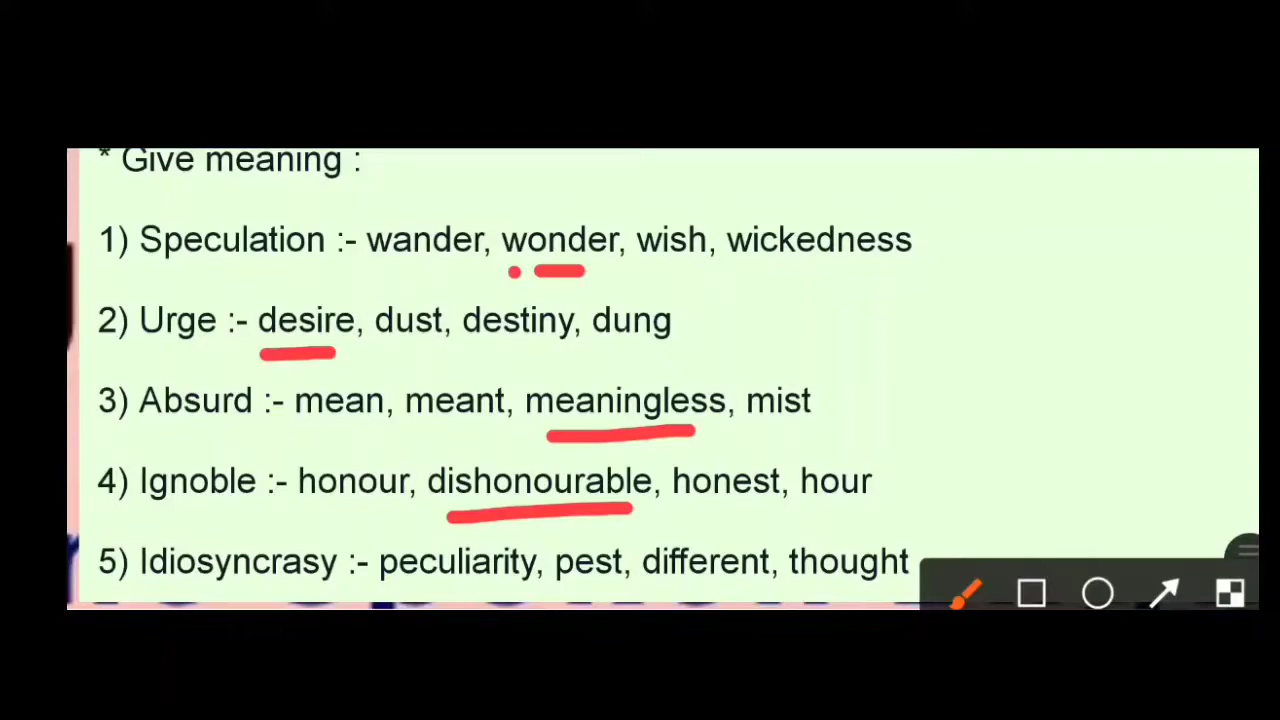 * Give meaning :
1) Speculation :- wander, wonder, wish, wickedness
2) Urge :- desire, dust, destiny, dung
3) Absurd :- mean, meant, meaningless, mist
4) Ignoble :- honour, dishonourable, honest, hour
5) Idiosyncrasy :- peculiarity, pest, different, thought